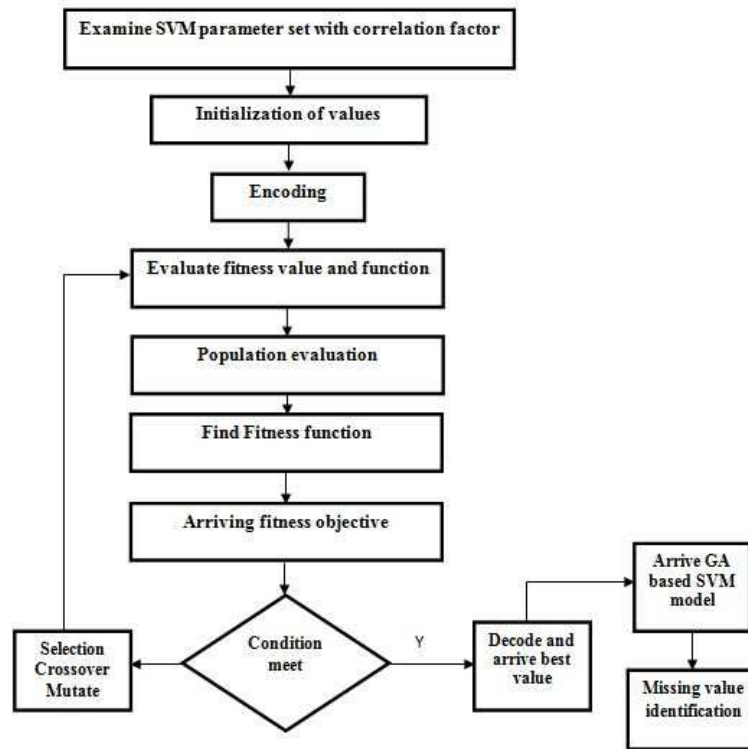 Examine SVM parameter set with correlation factor
Initialization of values
Encoding
Evaluate fitness value and function
Population evaluation
Find Fitness function
Arriving fitness objective
Condition
meet
Selection
Crossover
Mutate
Y
Decode and
arrive best
value
Arrive GA
based SVM
model
Missing value
identification